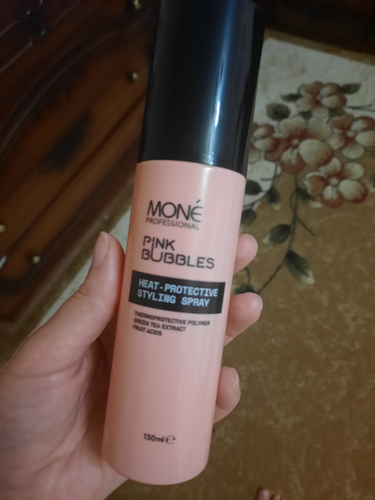 MONÉ
PROFESSIONAL
PINK
BUBBLES
HEAT-PROTECTIVE
STYLING SPRAY
THERMOPROTECTIVE POLYMER
GREEN TEA EXTRACT
FRUIT ACIDS
150ml ℮